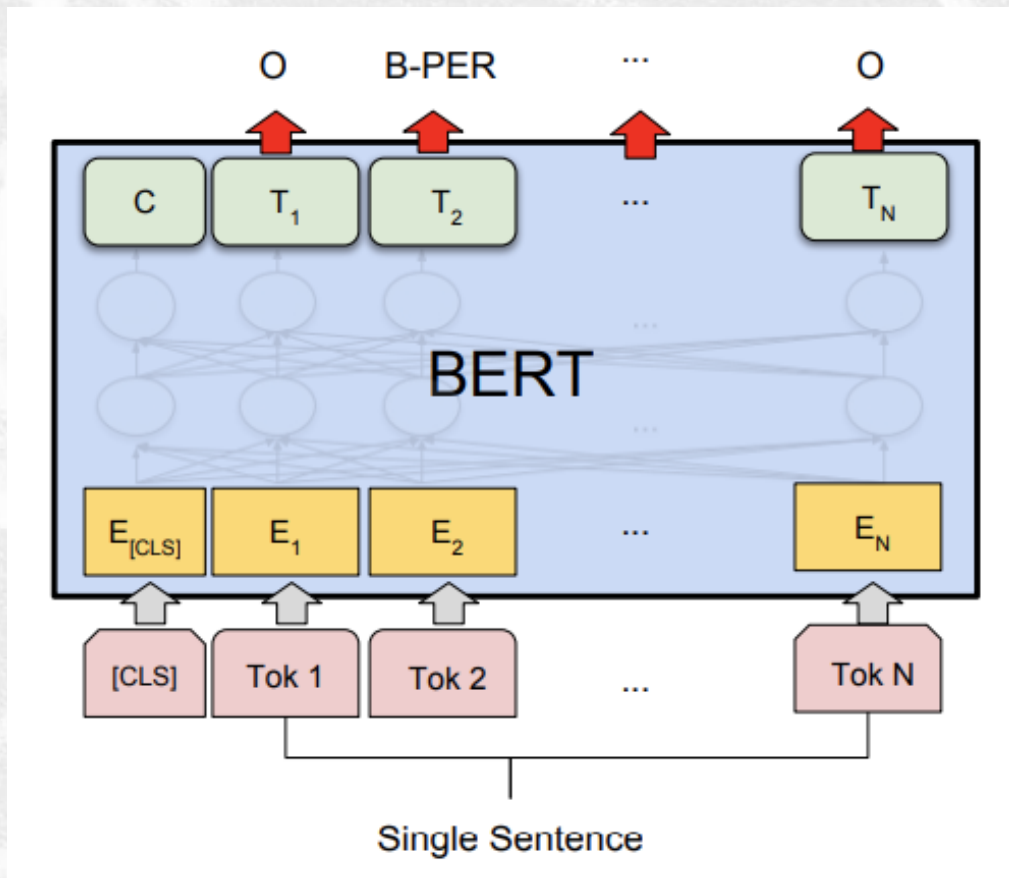 O B-PER ... O
C T1 T2 ... TN
...
BERT
...
E[CLS] E1 E2 ... EN
[CLS] Tok 1 Tok 2 ... Tok N
Single Sentence